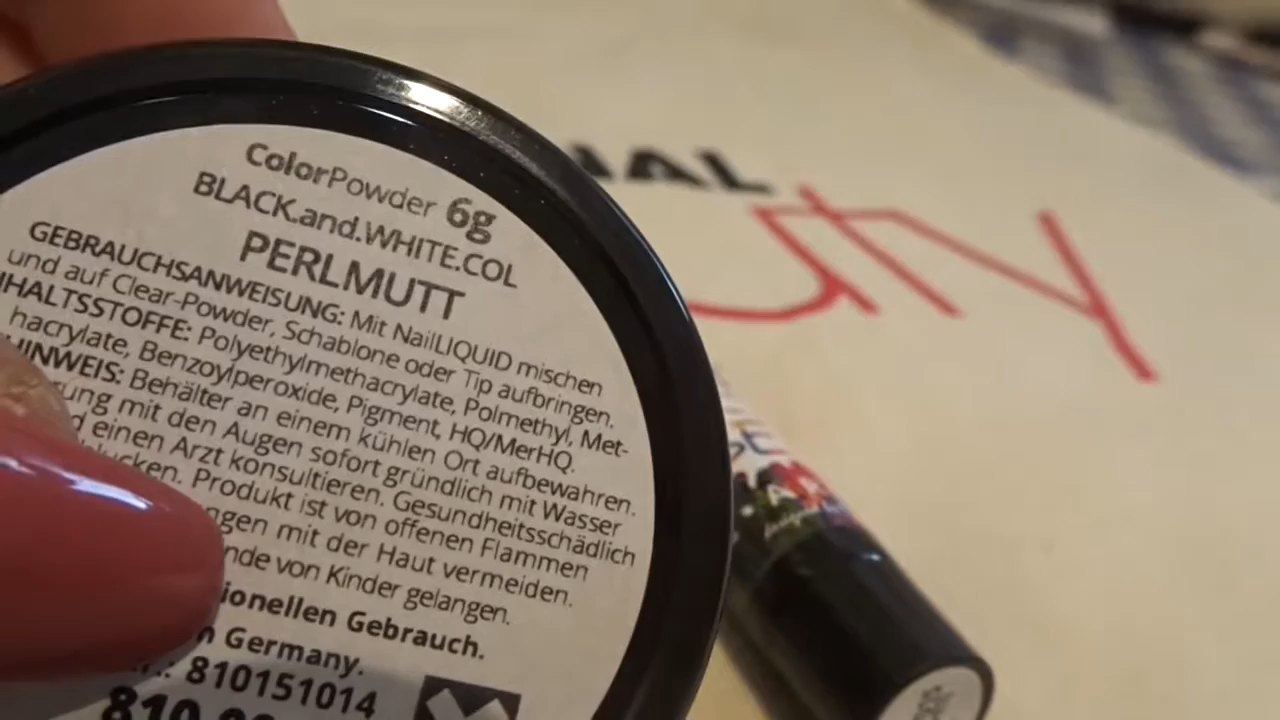 ColorPowder 6g
BLACK.and.WHITE.COL
PERLMUTT
GEBRAUCHSANWEISUNG: Mit NailLIQUID mischen
und auf Clear-Powder, Schablone oder Tip aufbringen.
HALTSSTOFFE: Polyethylmethacrylate, Polmethyl, Met-
hacrylate, Benzoylperoxide, Pigment, HQ/MerHQ.
HINWEIS: Behälter an einem kühlen Ort aufbewahren.
ung mit den Augen sofort gründlich mit Wasser
d einen Arzt konsultieren. Gesundheitsschädlich
lucken. Produkt ist von offenen Flammen
ngen mit der Haut vermeiden.
nde von Kinder gelangen.
ionellen Gebrauch.
n Germany.
810151014
810
NAL